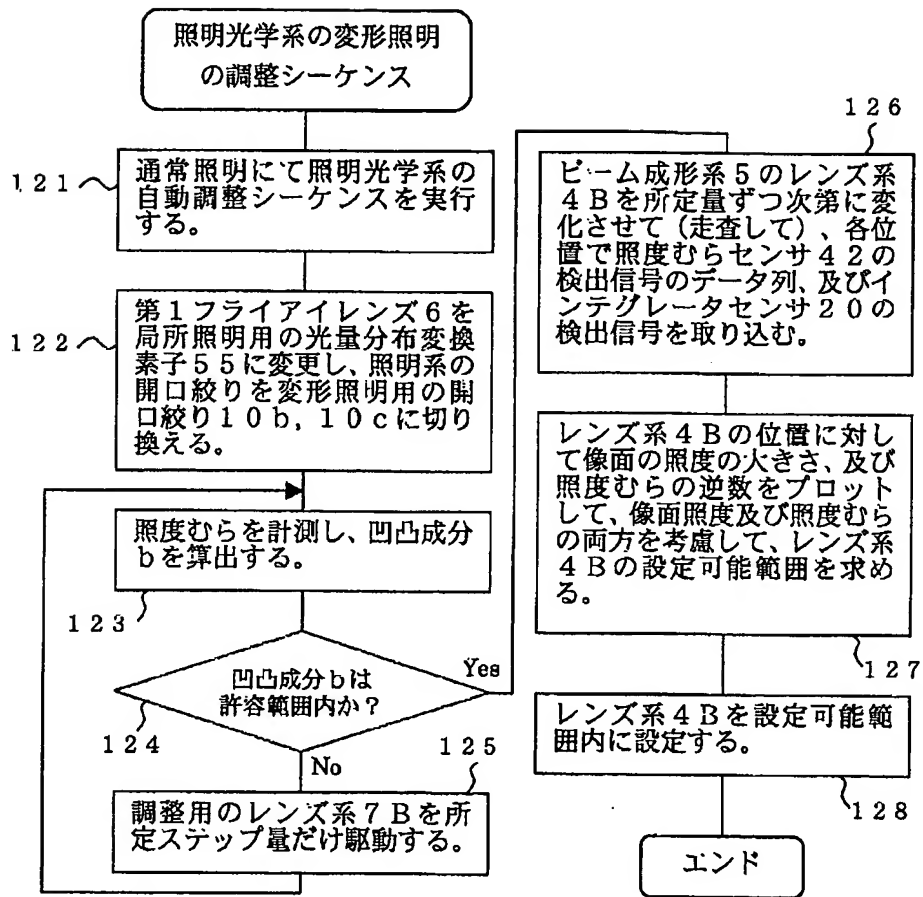 照明光学系の変形照明
の調整シーケンス
121
通常照明にて照明光学系の
自動調整シーケンスを実行
する。
122
第1フライアイレンズ6を
局所照明用の光量分布変換
素子55に変更し、照明系の
開口絞りを変形照明用の開
口絞り10b,10cに切り
換える。
照度むらを計測し、凹凸成分
bを算出する。
123
凹凸成分bは
許容範囲内か?
Yes
124
No
125
調整用のレンズ系7Bを所
定ステップ量だけ駆動する。
126
ビーム成形系5のレンズ系
4Bを所定量ずつ次第に変
化させて(走査して)、各位
置で照度むらセンサ42の
検出信号のデータ列、及びイ
ンテグレータセンサ20の
検出信号を取り込む。
レンズ系4Bの位置に対し
て像面の照度の大きさ、及び
照度むらの逆数をプロット
して、像面照度及び照度むら
の両方を考慮して、レンズ系
4Bの設定可能範囲を求め
る。
127
レンズ系4Bを設定可能範
囲内に設定する。
128
エンド